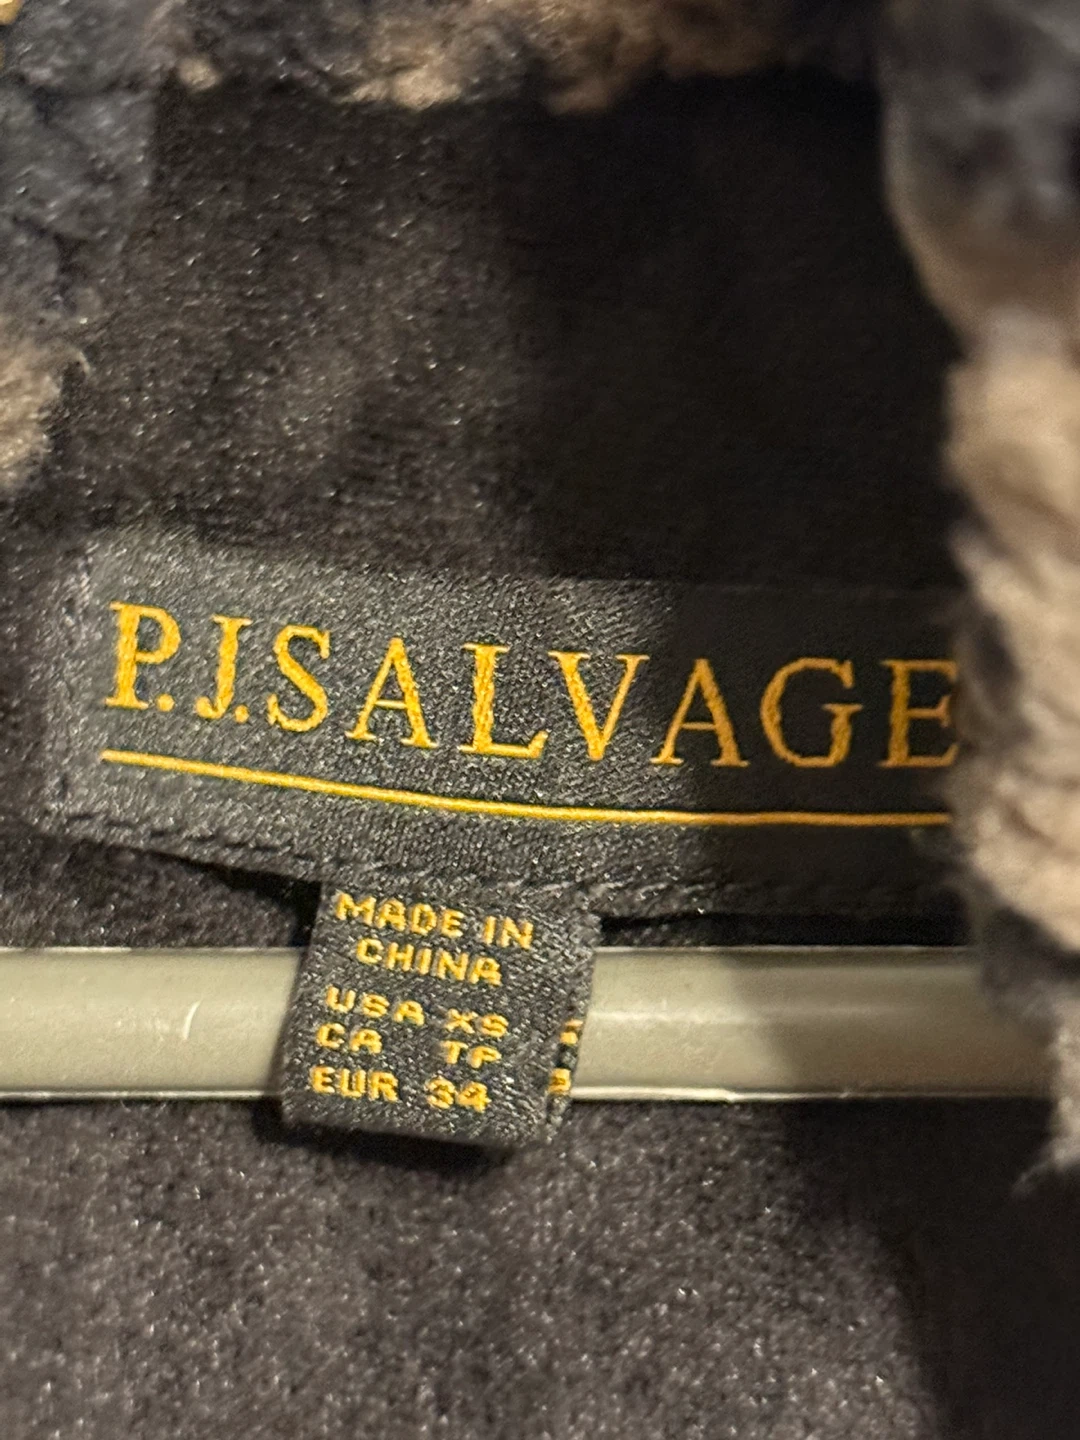 P.J.SALVAGE
MADE IN
CHINA
USA XS
CA TP
EUR 34